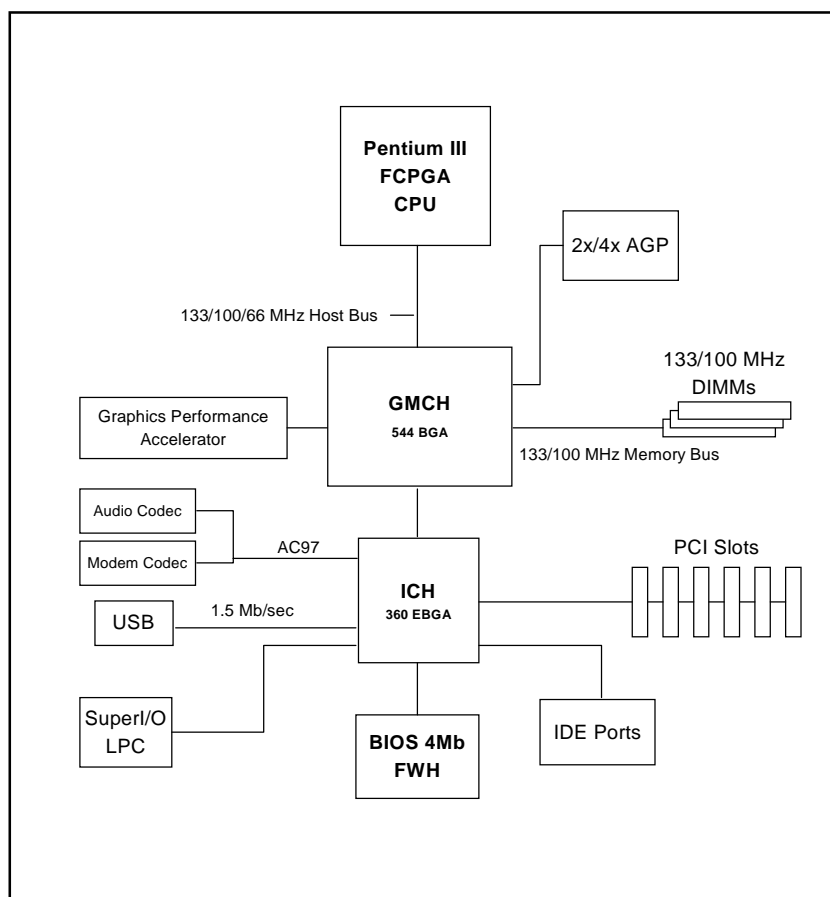 Pentium III
FCPGA
CPU
2x/4x AGP
133/100/66 MHz Host Bus
133/100 MHz
DIMMs
GMCH
544 BGA
Graphics Performance
Accelerator
133/100 MHz Memory Bus
Audio Codec
Modem Codec
AC97
PCI Slots
ICH
360 EBGA
USB
1.5 Mb/sec
SuperI/O
LPC
BIOS 4Mb
FWH
IDE Ports